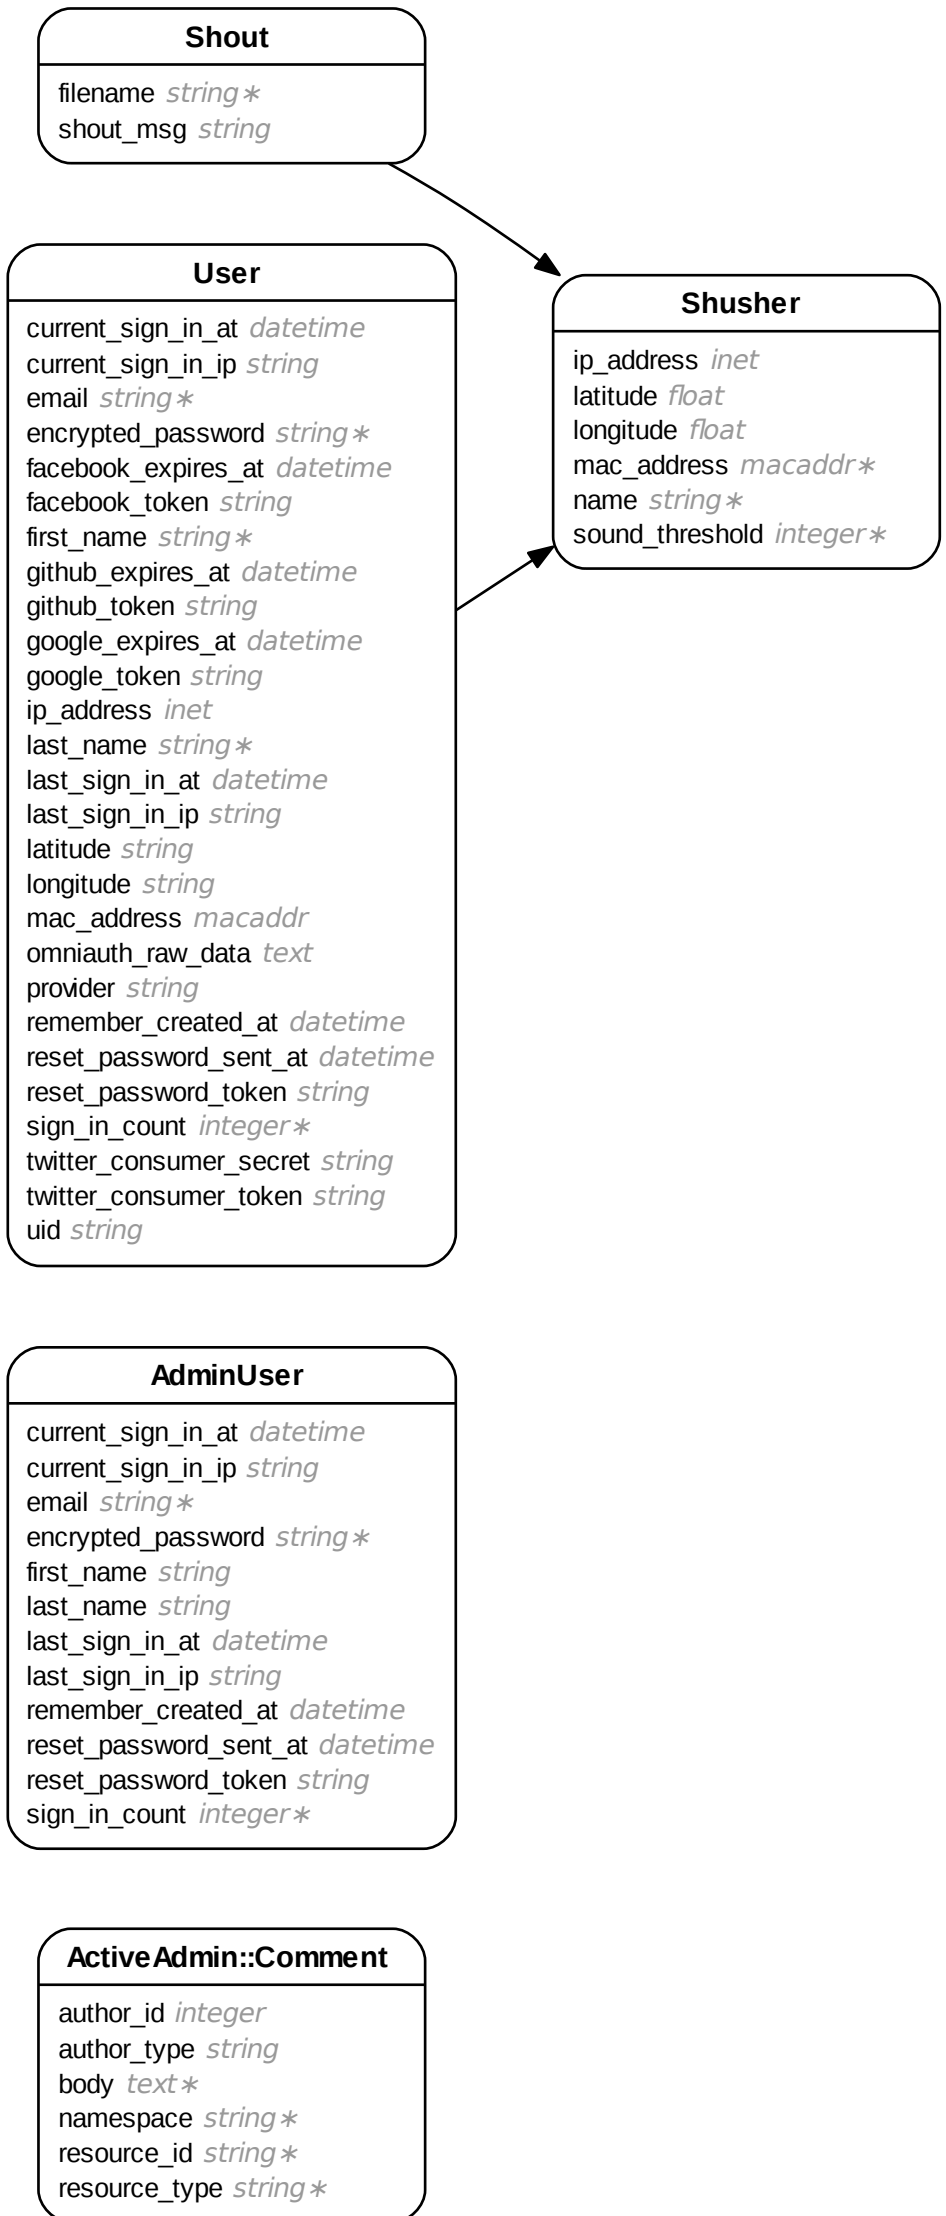 Shout
filename string∗
shout_msg string
User
current_sign_in_at datetime
current_sign_in_ip string
email string∗
encrypted_password string∗
facebook_expires_at datetime
facebook_token string
first_name string∗
github_expires_at datetime
github_token string
google_expires_at datetime
google_token string
ip_address inet
last_name string∗
last_sign_in_at datetime
last_sign_in_ip string
latitude string
longitude string
mac_address macaddr
omniauth_raw_data text
provider string
remember_created_at datetime
reset_password_sent_at datetime
reset_password_token string
sign_in_count integer∗
twitter_consumer_secret string
twitter_consumer_token string
uid string
Shusher
ip_address inet
latitude float
longitude float
mac_address macaddr∗
name string∗
sound_threshold integer∗
AdminUser
current_sign_in_at datetime
current_sign_in_ip string
email string∗
encrypted_password string∗
first_name string
last_name string
last_sign_in_at datetime
last_sign_in_ip string
remember_created_at datetime
reset_password_sent_at datetime
reset_password_token string
sign_in_count integer∗
ActiveAdmin::Comment
author_id integer
author_type string
body text∗
namespace string∗
resource_id string∗
resource_type string∗